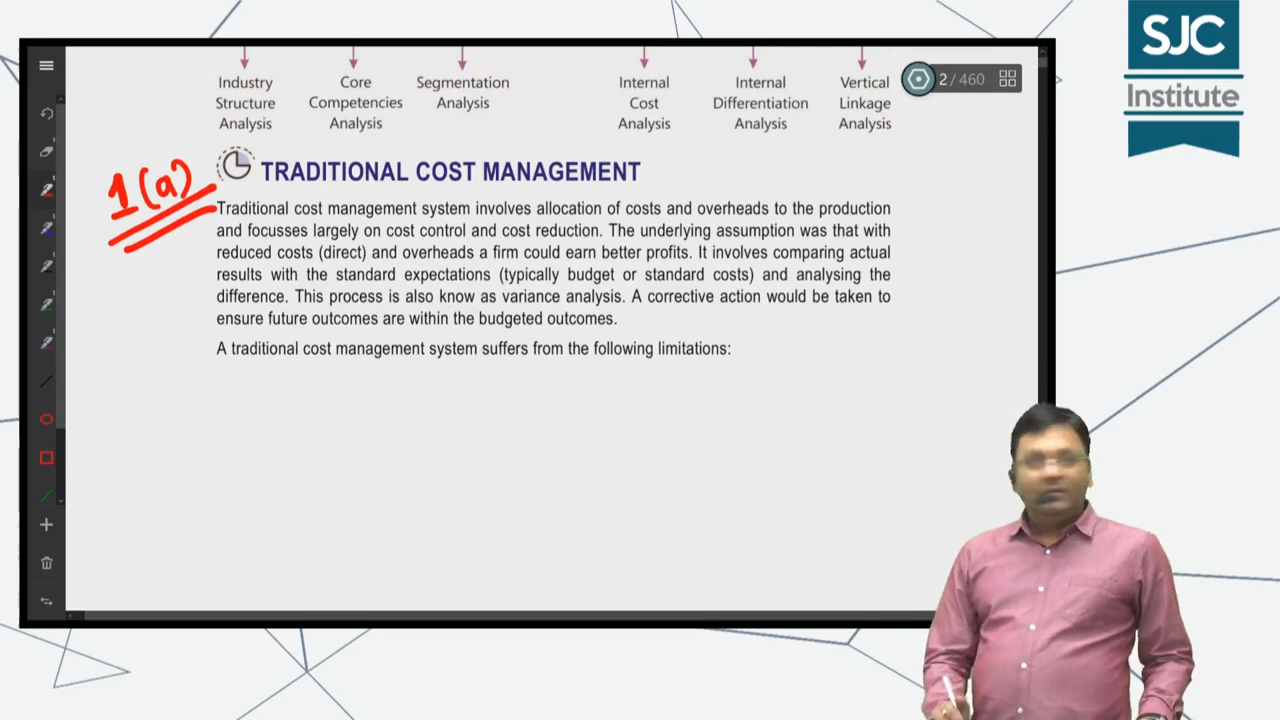 SJC
Institute
Industry
Structure
Analysis
Core
Competencies
Analysis
Segmentation
Analysis
Internal
Cost
Analysis
Internal
Differentiation
Analysis
Vertical
Linkage
Analysis
2 / 460
1(a)
TRADITIONAL COST MANAGEMENT
Traditional cost management system involves allocation of costs and overheads to the production
and focusses largely on cost control and cost reduction. The underlying assumption was that with
reduced costs (direct) and overheads a firm could earn better profits. It involves comparing actual
results with the standard expectations (typically budget or standard costs) and analysing the
difference. This process is also know as variance analysis. A corrective action would be taken to
ensure future outcomes are within the budgeted outcomes.
A traditional cost management system suffers from the following limitations: